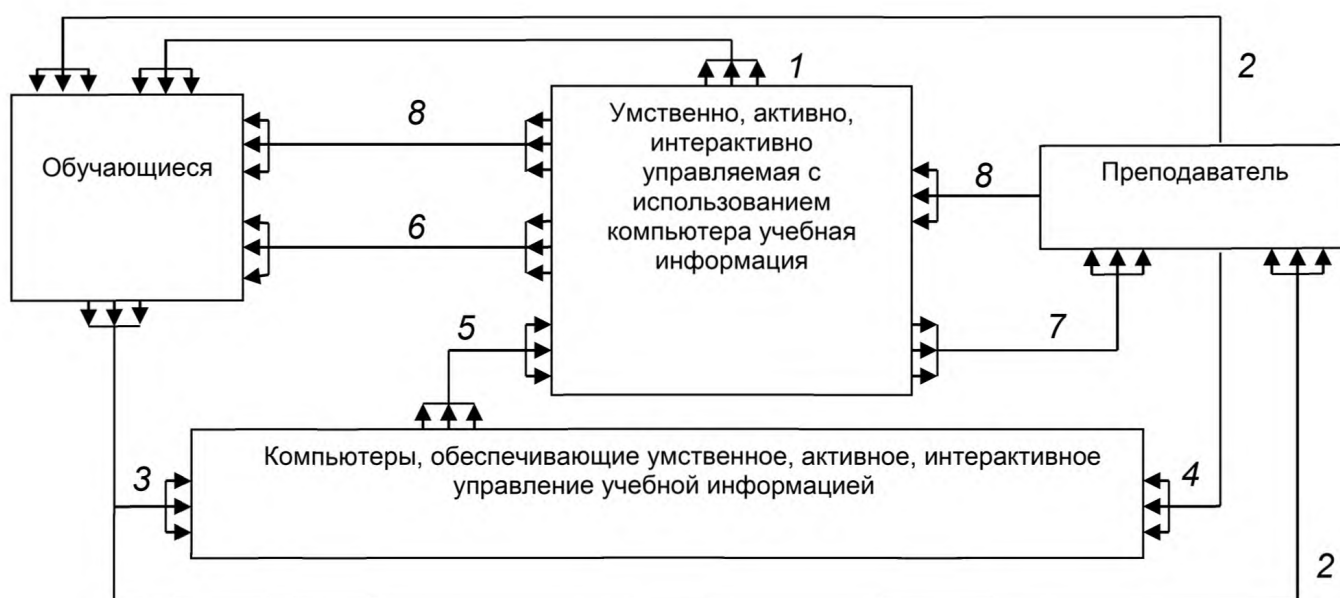 2
1
8
Обучающиеся
Умственно, активно,
интерактивно
управляемая с
использованием
компьютера учебная
информация
8
Преподаватель
6
5
7
Компьютеры, обеспечивающие умственное, активное, интерактивное
управление учебной информацией
3
4
2